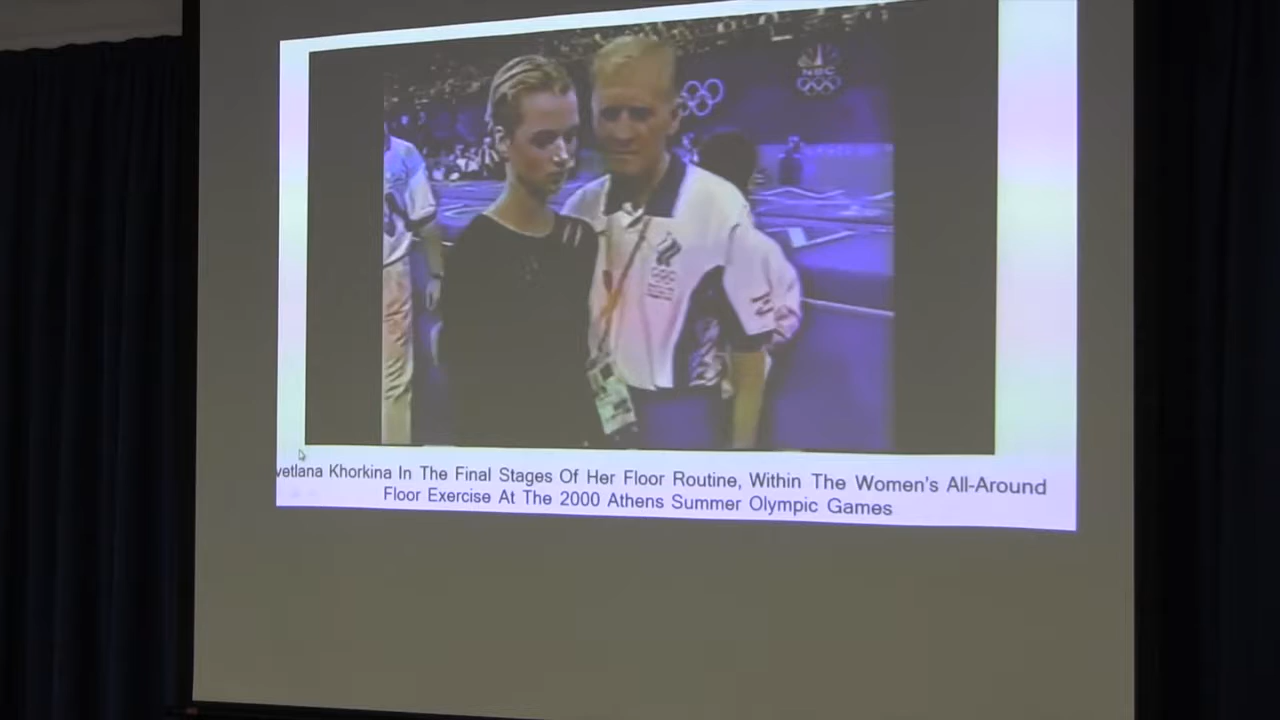 NBC
vetlana Khorkina In The Final Stages Of Her Floor Routine, Within The Women's All-Around
Floor Exercise At The 2000 Athens Summer Olympic Games